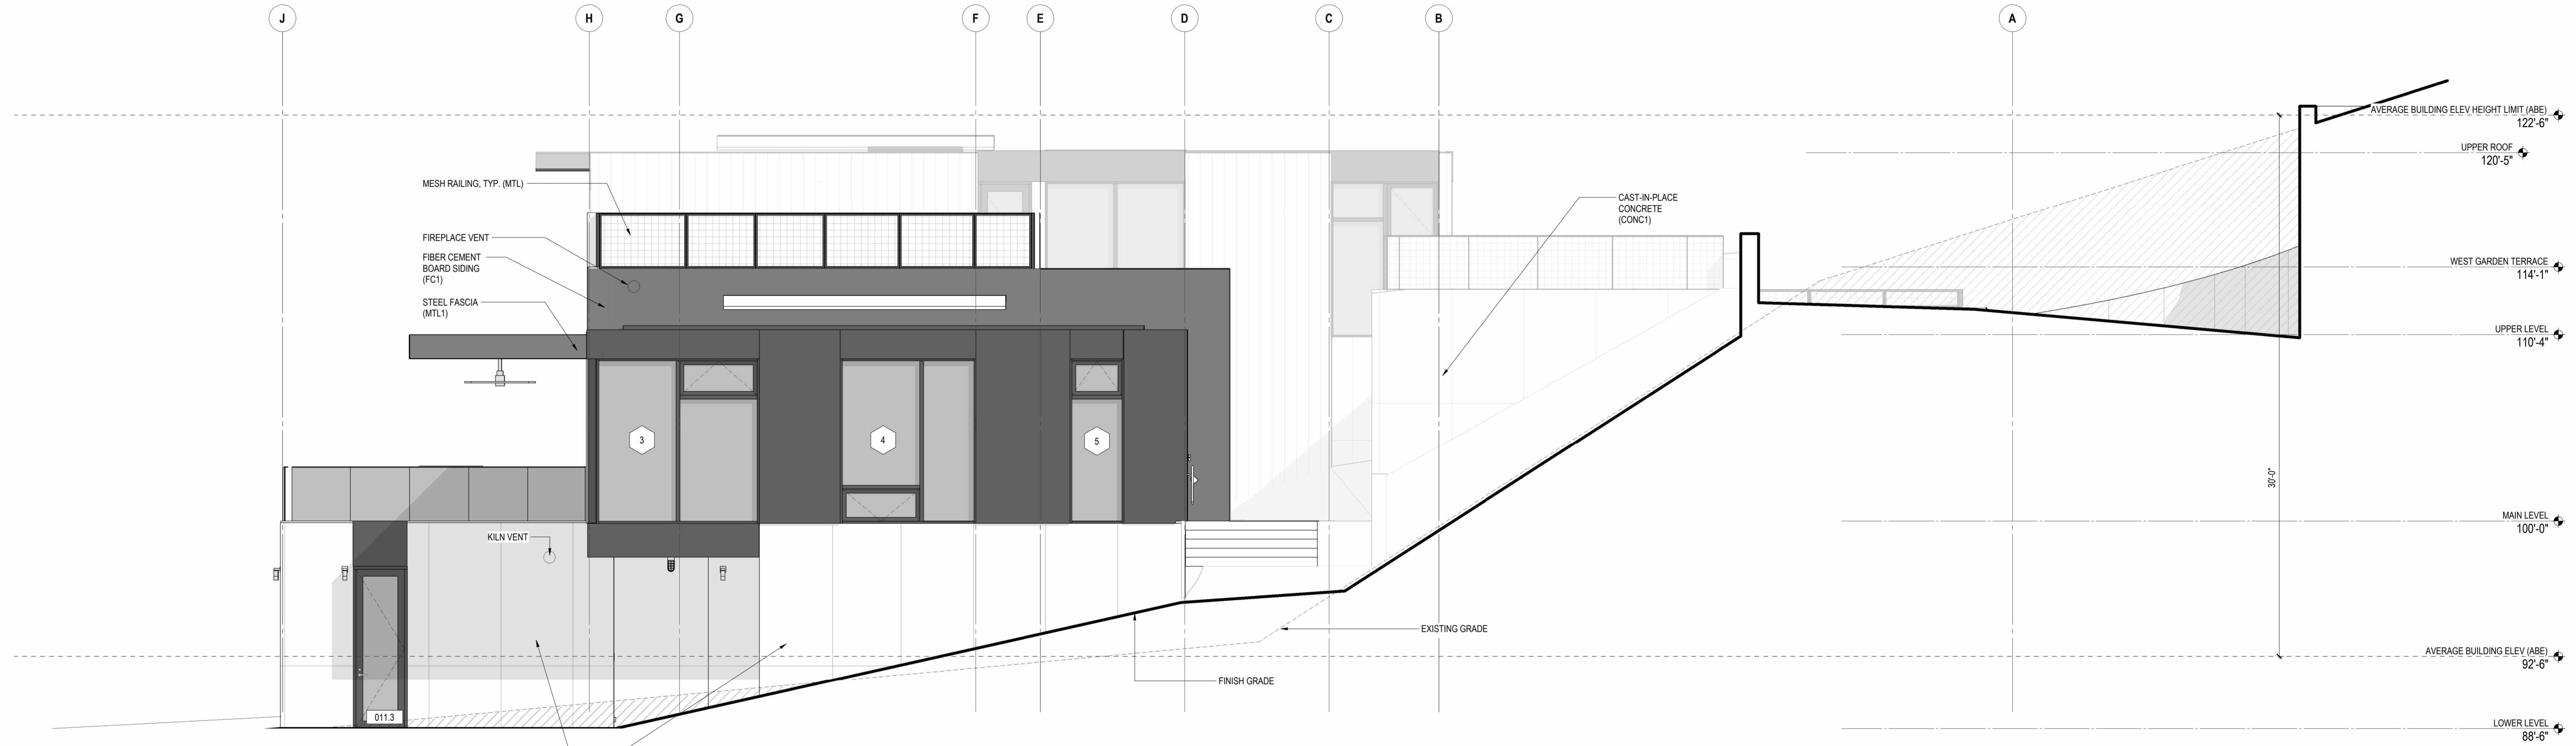 J
H
G
F
E
D
C
B
A
AVERAGE BUILDING ELEV HEIGHT LIMIT (ABE)
122'-6"
UPPER ROOF
120'-5"
MESH RAILING, TYP. (MTL)
CAST-IN-PLACE
CONCRETE
(CONC1)
FIREPLACE VENT
FIBER CEMENT
BOARD SIDING
(FC1)
WEST GARDEN TERRACE
114'-1"
STEEL FASCIA
(MTL1)
UPPER LEVEL
110'-4"
3
4
5
30'-0"
MAIN LEVEL
100'-0"
KILN VENT
EXISTING GRADE
AVERAGE BUILDING ELEV (ABE)
92'-6"
FINISH GRADE
011.3
LOWER LEVEL
88'-6"